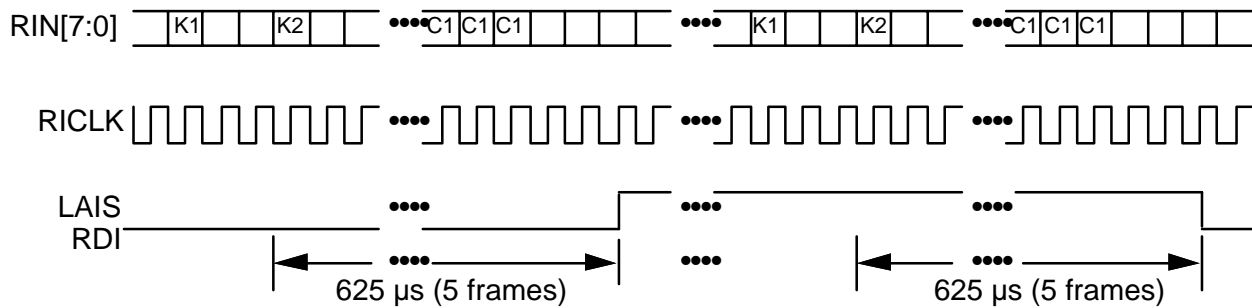 RIN[7:0] K1 K2 •••• C1 C1 C1 •••• K1 K2 •••• C1 C1 C1
RICLK •••• •••• ••••
LAIS •••• •••• ••••
RDI
•••• •••• ••••
625 µs (5 frames) 625 µs (5 frames)